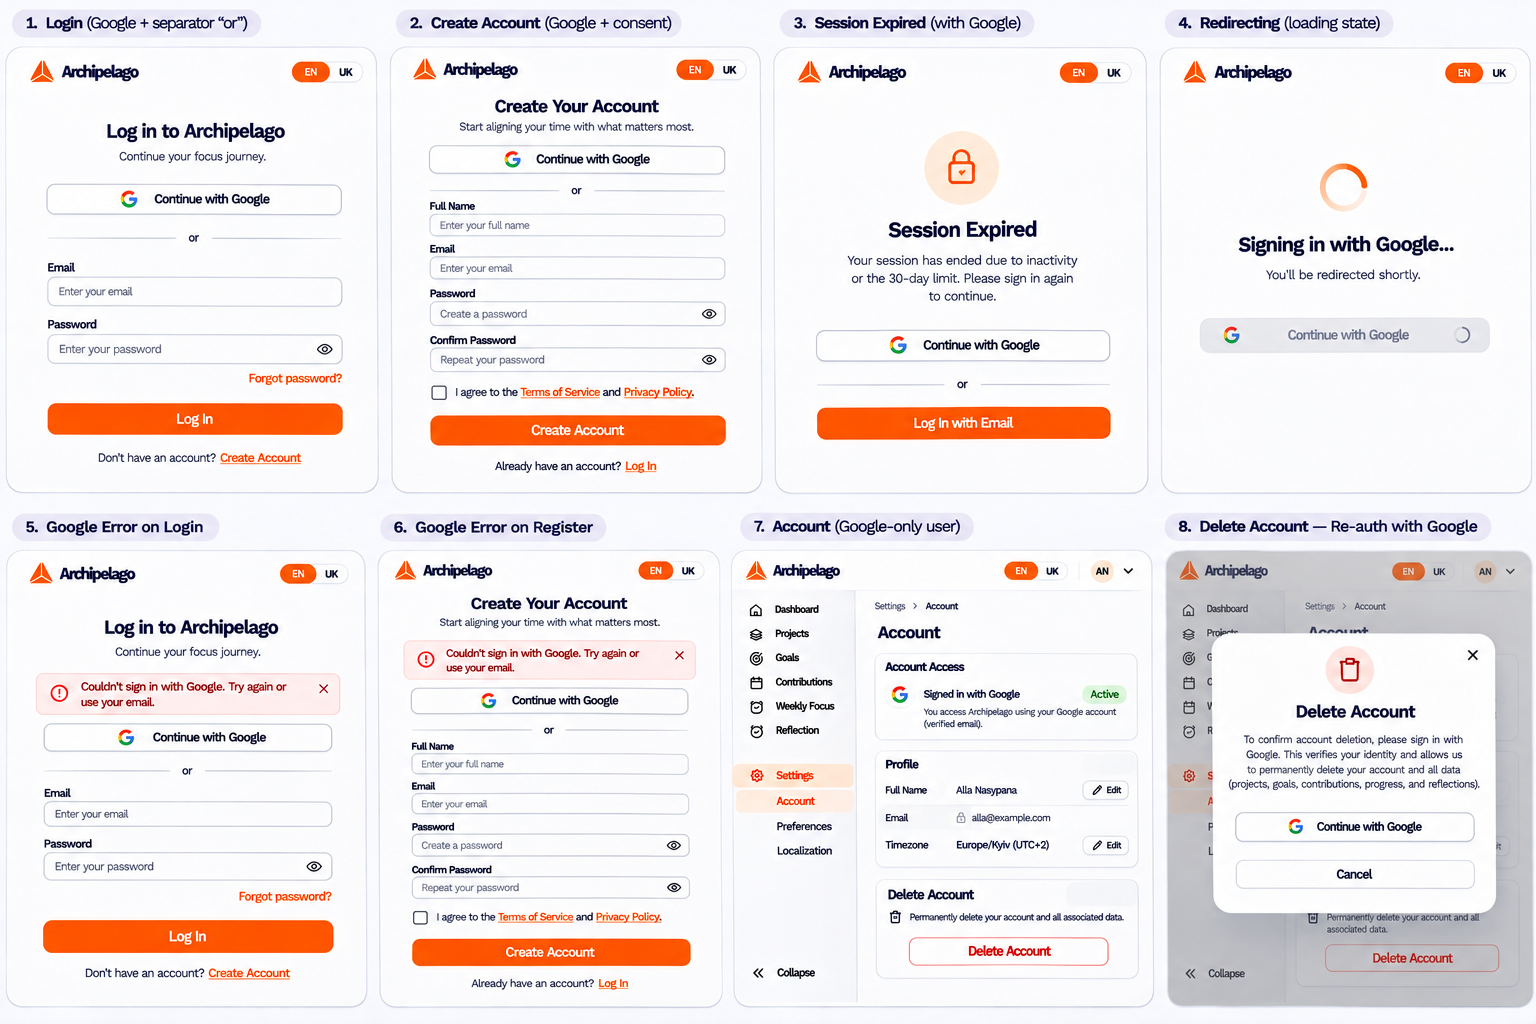 1. Login (Google + separator “or”)
Archipelago
EN UK
Log in to Archipelago
Continue your focus journey.
Continue with Google
or
Email
Enter your email
Password
Enter your password
Forgot password?
Log In
Don't have an account? Create Account
2. Create Account (Google + consent)
Archipelago
EN UK
Create Your Account
Start aligning your time with what matters most.
Continue with Google
or
Full Name
Enter your full name
Email
Enter your email
Password
Create a password
Confirm Password
Repeat your password
I agree to the Terms of Service and Privacy Policy.
Create Account
Already have an account? Log In
3. Session Expired (with Google)
Archipelago
EN UK
Session Expired
Your session has ended due to inactivity
or the 30-day limit. Please sign in again
to continue.
Continue with Google
or
Log In with Email
4. Redirecting (loading state)
Archipelago
EN UK
Signing in with Google...
You'll be redirected shortly.
Continue with Google
5. Google Error on Login
Archipelago
EN UK
Log in to Archipelago
Continue your focus journey.
Couldn't sign in with Google. Try again or
use your email.
Continue with Google
or
Email
Enter your email
Password
Enter your password
Forgot password?
Log In
Don't have an account? Create Account
6. Google Error on Register
Archipelago
EN UK
Create Your Account
Start aligning your time with what matters most.
Couldn't sign in with Google. Try again or
use your email.
Continue with Google
or
Full Name
Enter your full name
Email
Enter your email
Password
Create a password
Confirm Password
Repeat your password
I agree to the Terms of Service and Privacy Policy.
Create Account
Already have an account? Log In
7. Account (Google-only user)
Archipelago
EN UK
AN
Dashboard
Projects
Goals
Contributions
Weekly Focus
Reflection
Settings
Account
Preferences
Localization
Collapse
Settings > Account
Account
Account Access
Signed in with Google
Active
You access Archipelago using your Google account
(verified email).
Profile
Full Name Alla Nasypana Edit
Email alla@example.com
Timezone Europe/Kyiv (UTC+2) Edit
Delete Account
Permanently delete your account and all associated data.
Delete Account
8. Delete Account — Re-auth with Google
Archipelago
EN UK
AN
Dashboard
Projects
Settings > Account
Account
Delete Account
To confirm account deletion, please sign in with
Google. This verifies your identity and allows us
to permanently delete your account and all data
(projects, goals, contributions, progress, and reflections).
Continue with Google
Cancel
Permanently delete your account and all
associated data.
Delete Account
Collapse